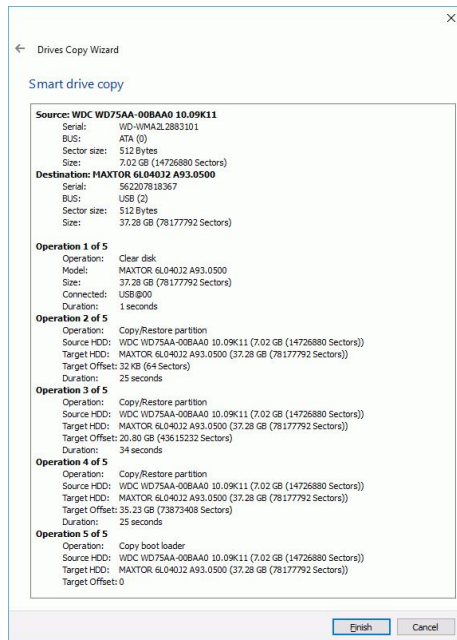 Drives Copy Wizard
Smart drive copy
Source: WDC WD75AA-00BAA0 10.09K11
Serial: WD-WMA2L2883101
BUS: ATA (0)
Sector size: 512 Bytes
Size: 7.02 GB (14726880 Sectors)
Destination: MAXTOR 6L040J2 A93.0500
Serial: 562207818367
BUS: USB (2)
Sector size: 512 Bytes
Size: 37.28 GB (78177792 Sectors)
Operation 1 of 5
Operation: Clear disk
Model: MAXTOR 6L040J2 A93.0500
Size: 37.28 GB (78177792 Sectors)
Connected: USB@00
Duration: 1 seconds
Operation 2 of 5
Operation: Copy/Restore partition
Source HDD: WDC WD75AA-00BAA0 10.09K11 (7.02 GB (14726880 Sectors))
Target HDD: MAXTOR 6L040J2 A93.0500 (37.28 GB (78177792 Sectors))
Target Offset: 32 KB (64 Sectors)
Duration: 25 seconds
Operation 3 of 5
Operation: Copy/Restore partition
Source HDD: WDC WD75AA-00BAA0 10.09K11 (7.02 GB (14726880 Sectors))
Target HDD: MAXTOR 6L040J2 A93.0500 (37.28 GB (78177792 Sectors))
Target Offset: 20.80 GB (43615232 Sectors)
Duration: 34 seconds
Operation 4 of 5
Operation: Copy/Restore partition
Source HDD: WDC WD75AA-00BAA0 10.09K11 (7.02 GB (14726880 Sectors))
Target HDD: MAXTOR 6L040J2 A93.0500 (37.28 GB (78177792 Sectors))
Target Offset: 35.23 GB (73873408 Sectors)
Duration: 25 seconds
Operation 5 of 5
Operation: Copy boot loader
Source HDD: WDC WD75AA-00BAA0 10.09K11 (7.02 GB (14726880 Sectors))
Target HDD: MAXTOR 6L040J2 A93.0500 (37.28 GB (78177792 Sectors))
Target Offset: 0
Finish Cancel